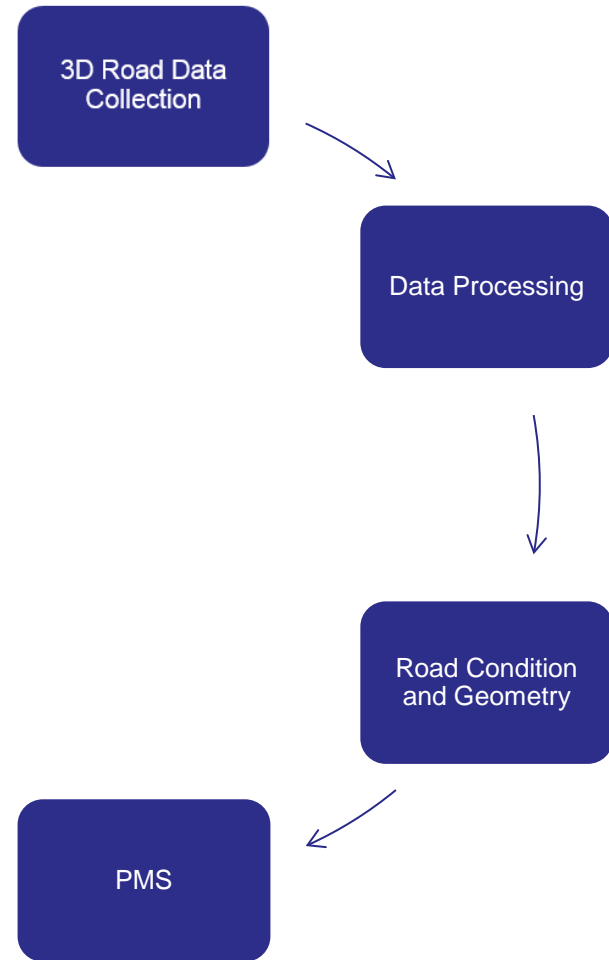 3D Road Data
Collection
Data Processing
Road Condition
and Geometry
PMS